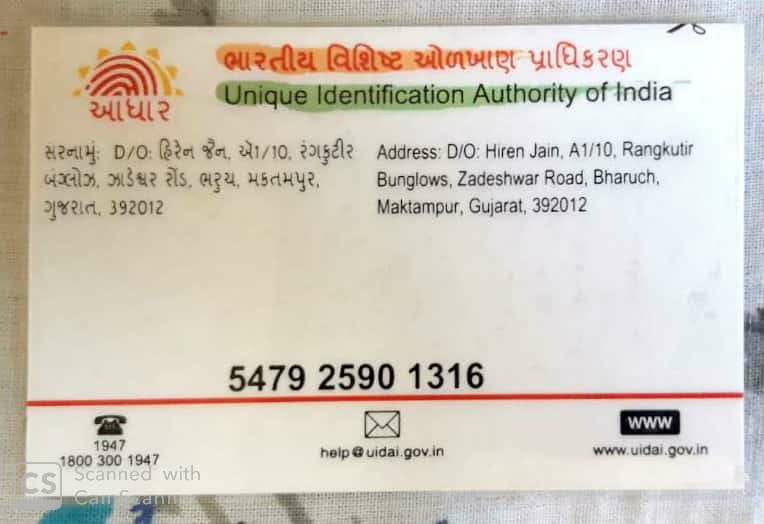 ભારતીય વિશિષ્ટ ઓળખાણ પ્રાધિકરણ
Unique Identification Authority of India
આધાર
સરનામું: D/O: હિરેન જૈન, એ1/10, રંગકુટીર
બંગ્લોઝ, ઝાડેશ્વર રોડ, ભરુચ, મકતમપુર,
ગુજરાત, 392012
Address: D/O: Hiren Jain, A1/10, Rangkutir
Bunglows, Zadeshwar Road, Bharuch,
Maktampur, Gujarat, 392012
5479 2590 1316
1947
1800 300 1947
help@uidai.gov.in
www
www.uidai.gov.in
CS Scanned with
CamScann